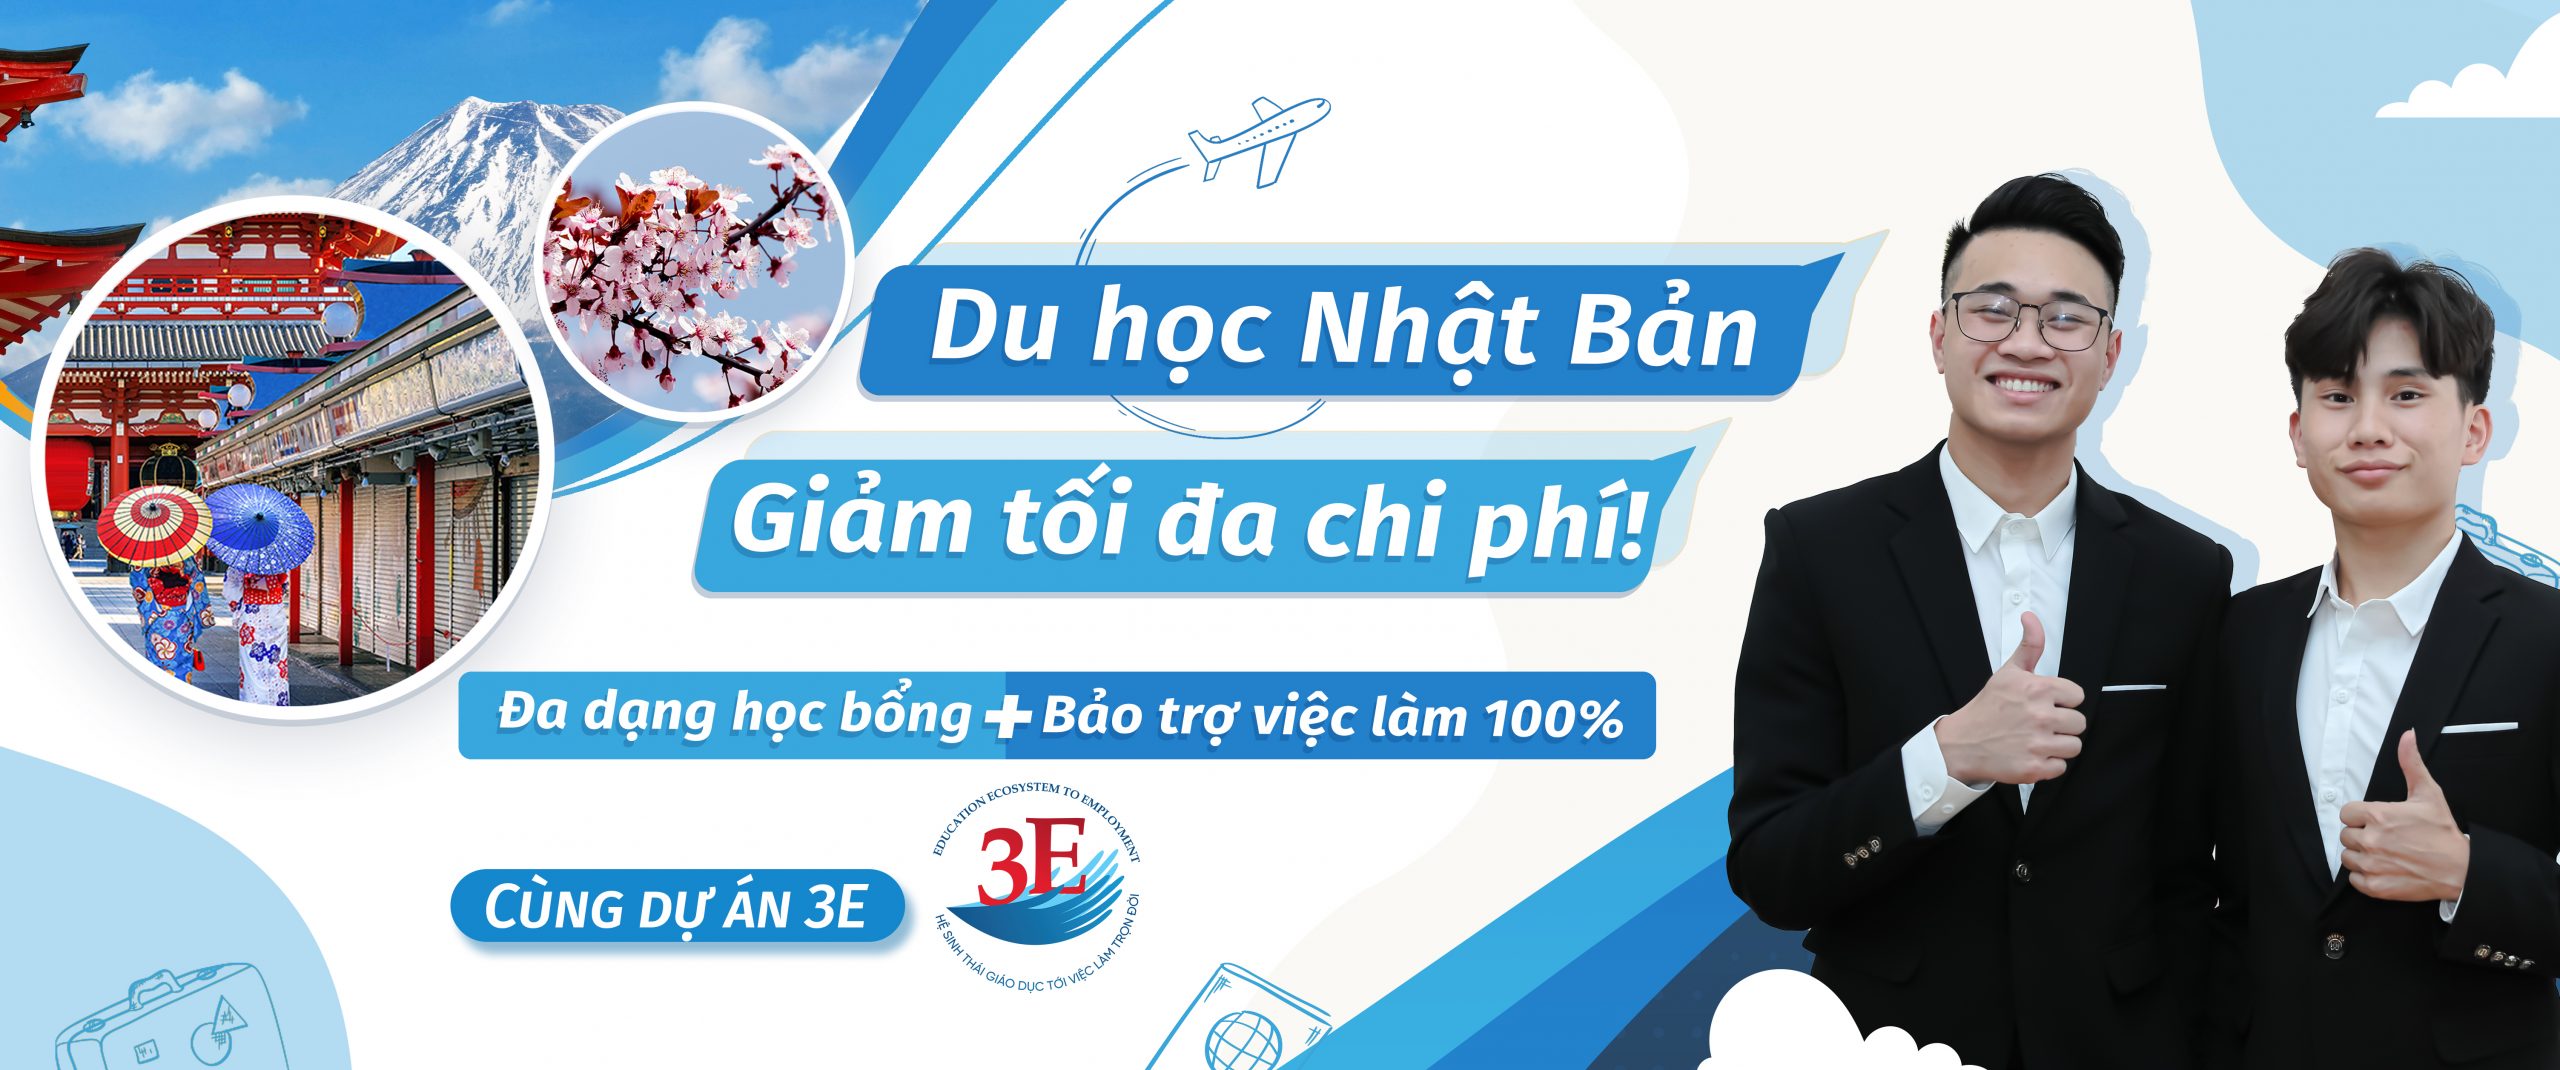 Du học Nhật Bản
Giảm tối đa chi phí!
Đa dạng học bổng + Bảo trợ việc làm 100%
CÙNG DỰ ÁN 3E
EDUCATION ECOSYSTEM TO EMPLOYMENT
3E
HỆ SINH THÁI GIÁO DỤC TỚI VIỆC LÀM TRỌN ĐỜI